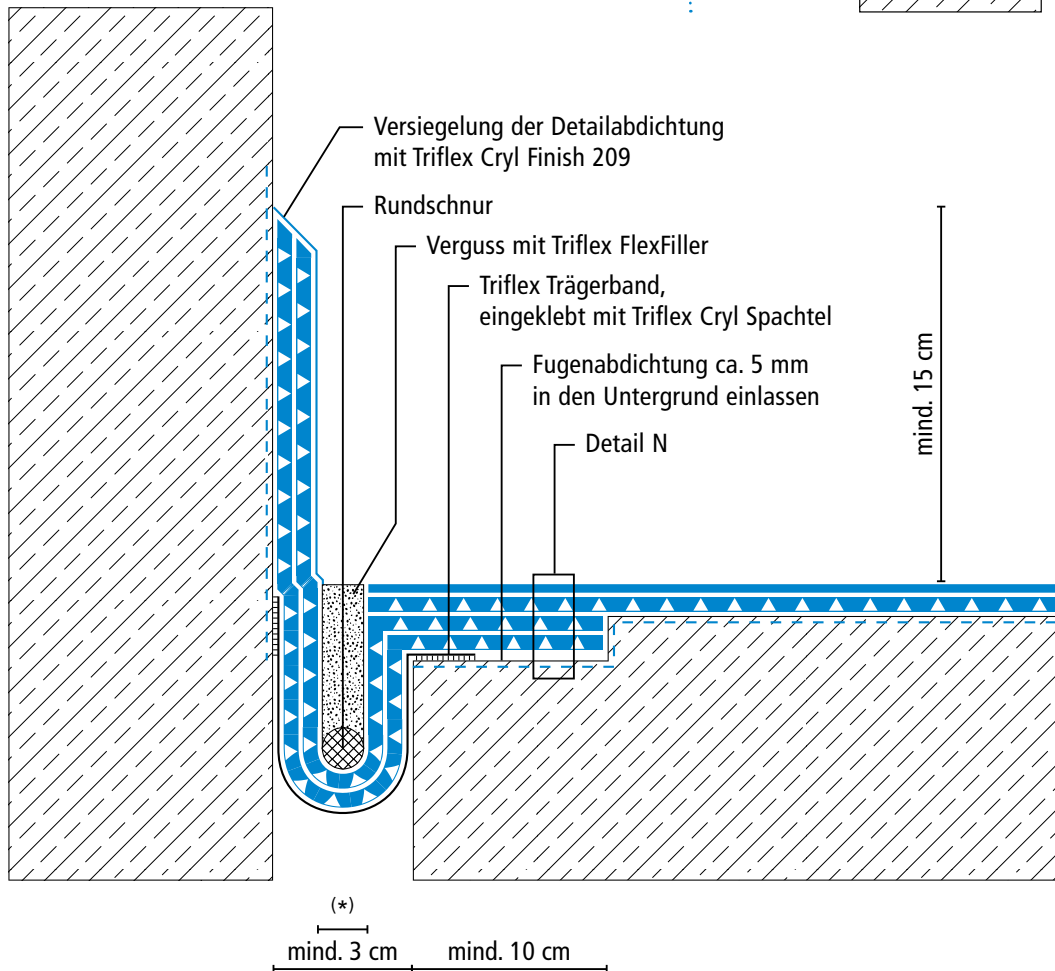 Versiegelung der Detailabdichtung
mit Triflex Cryl Finish 209
Rundschnur
Verguss mit Triflex FlexFiller
Triflex Trägerband,
eingeklebt mit Triflex Cryl Spachtel
Fugenabdichtung ca. 5 mm
in den Untergrund einlassen
Detail N
mind. 15 cm
(*)
mind. 3 cm
mind. 10 cm